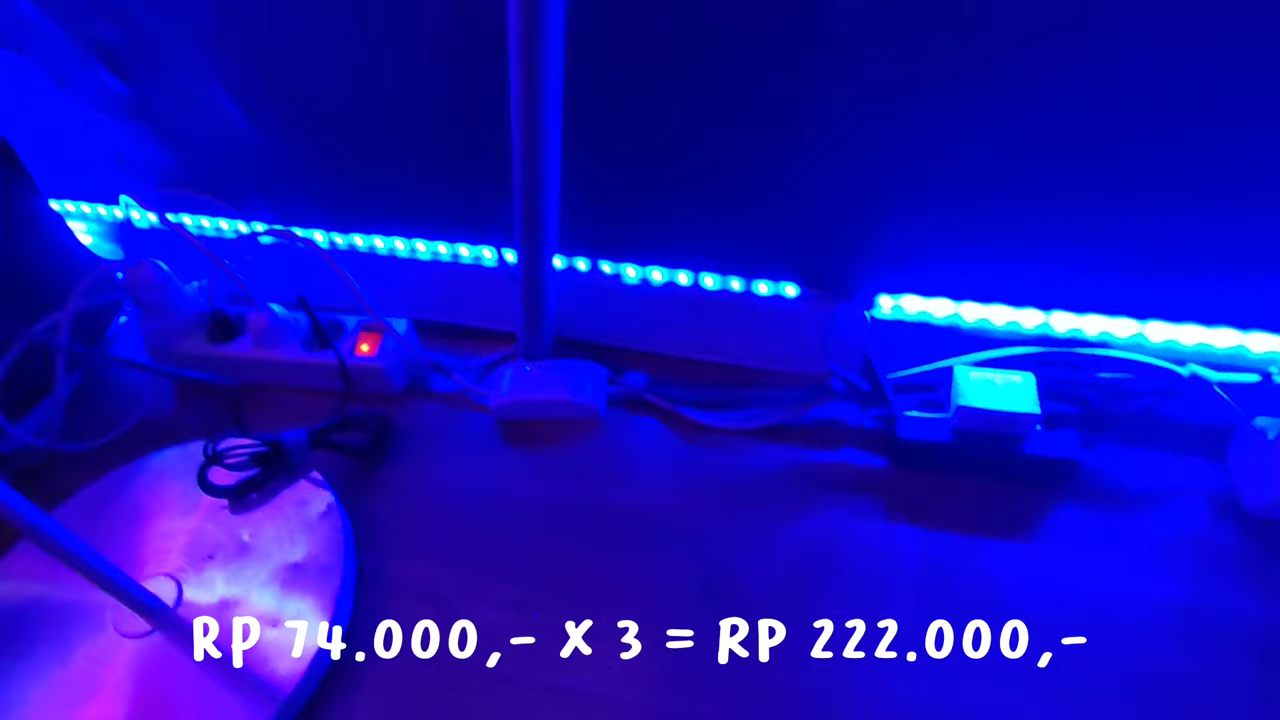 RP 74.000,- X 3 = RP 222.000,-